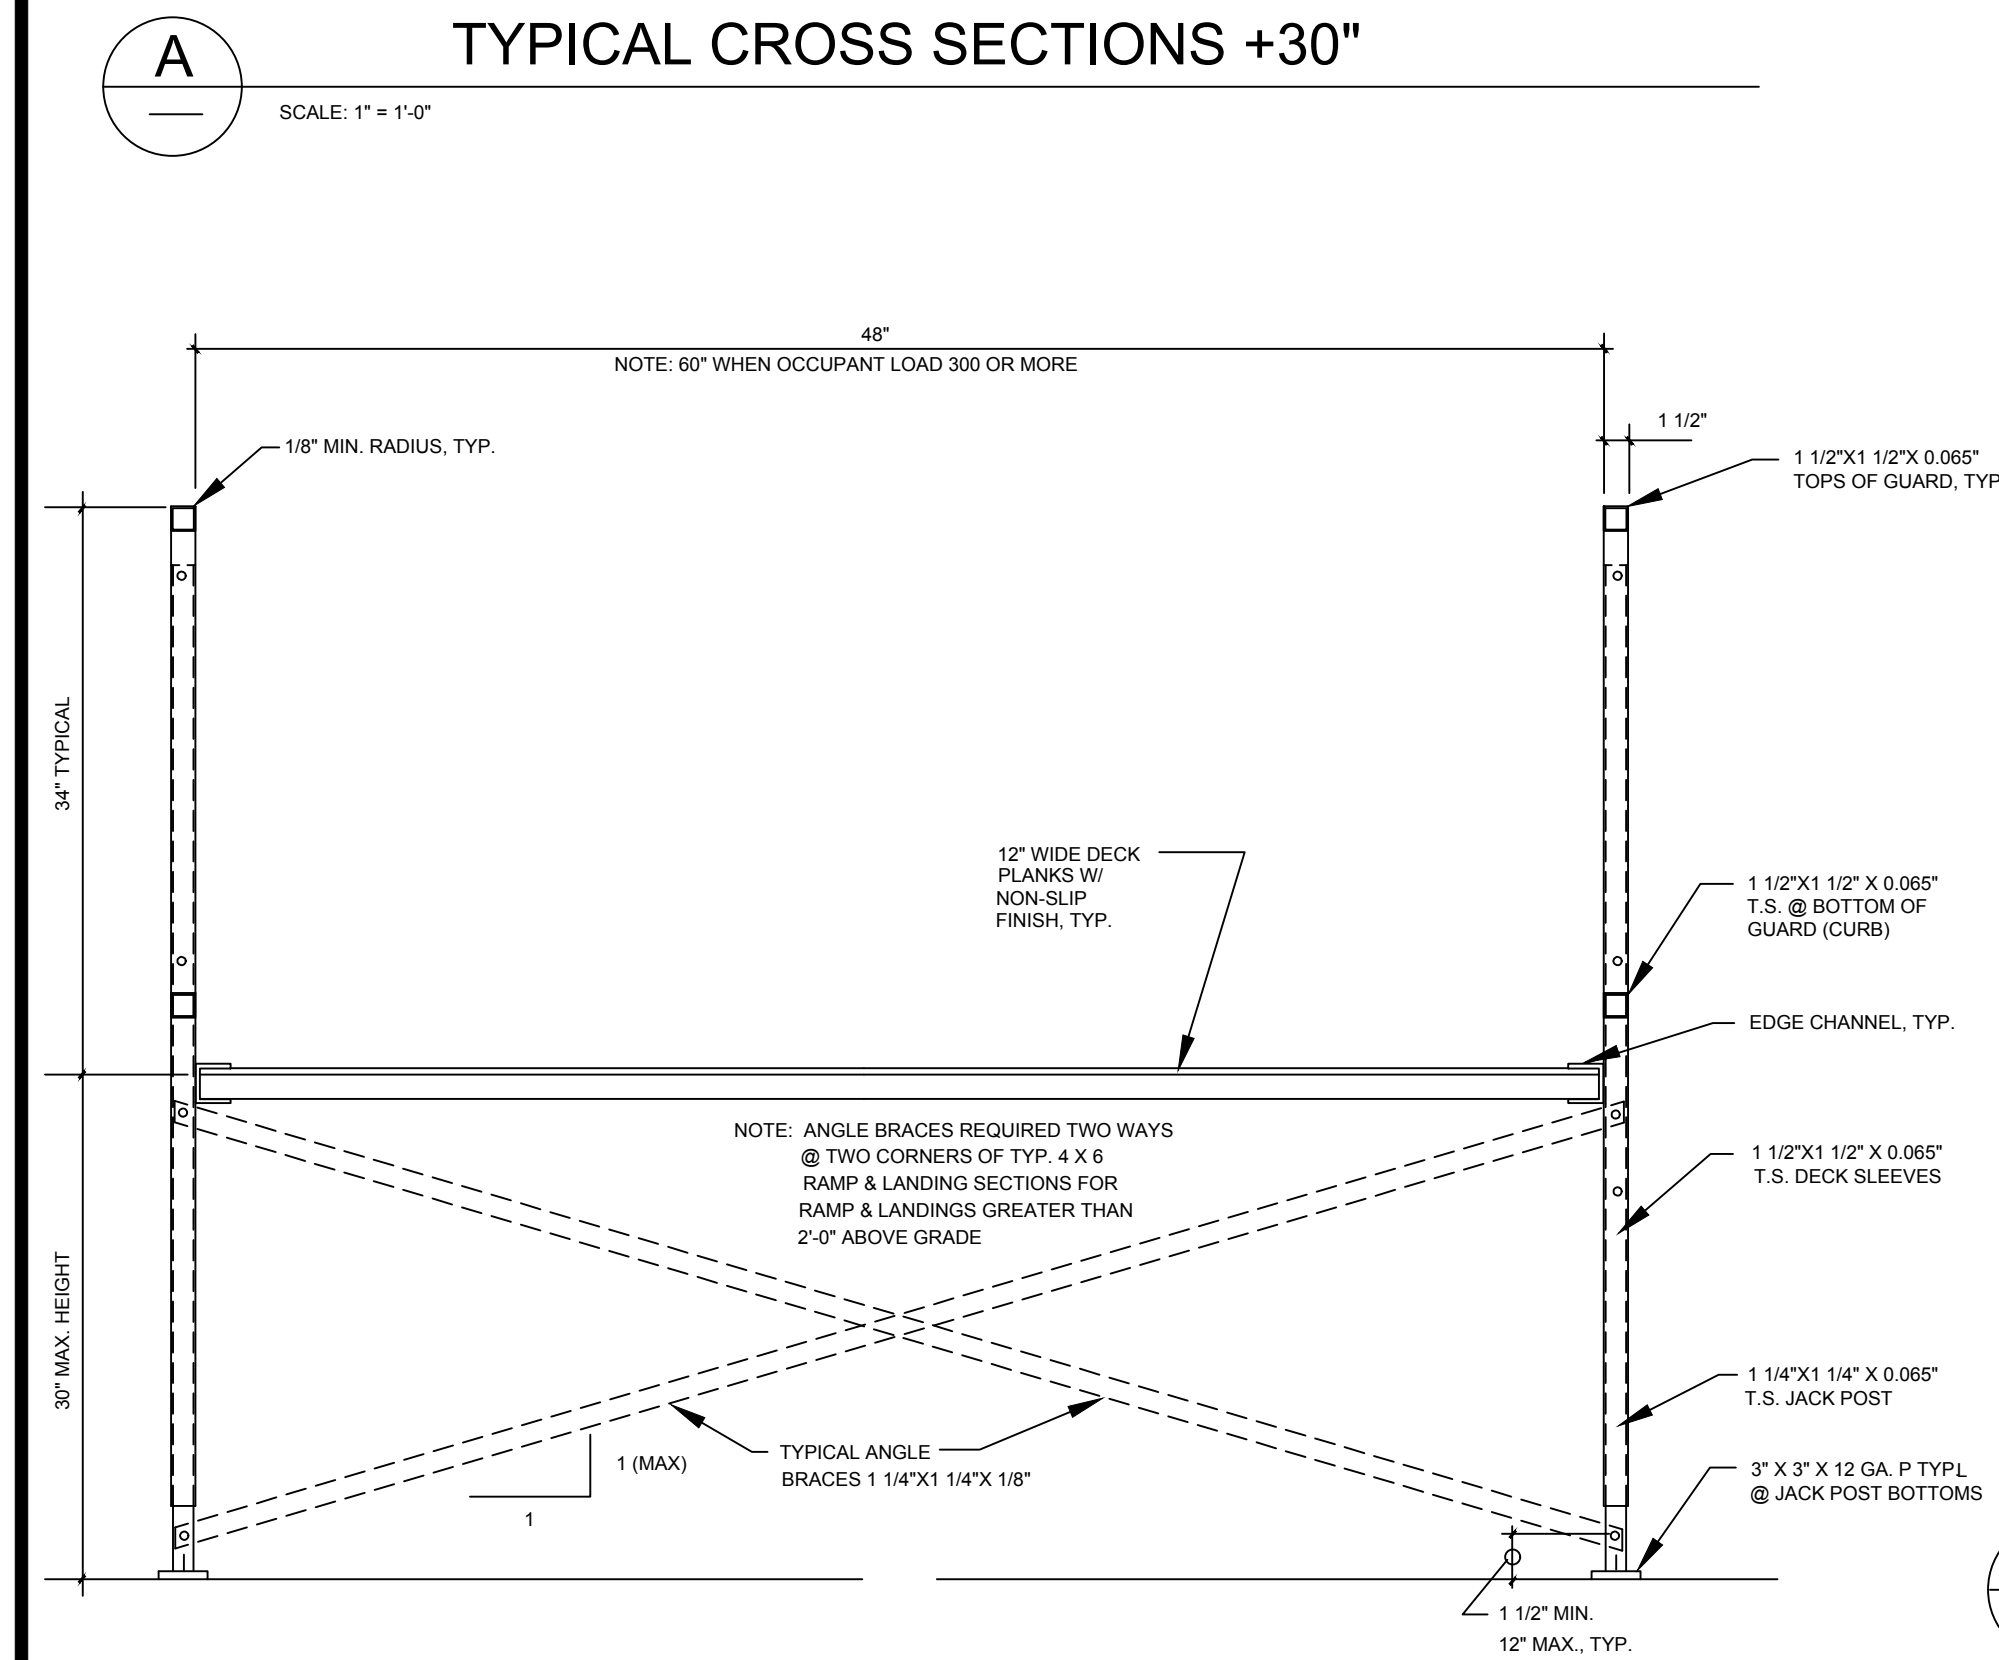 A
TYPICAL CROSS SECTIONS +30"
SCALE: 1" = 1'-0"
48"
NOTE: 60" WHEN OCCUPANT LOAD 300 OR MORE
1 1/2"
1/8" MIN. RADIUS, TYP.
1 1/2"X1 1/2"X 0.065"
TOPS OF GUARD, TYP
34" TYPICAL
12" WIDE DECK
PLANKS W/
NON-SLIP
FINISH, TYP.
1 1/2"X1 1/2" X 0.065"
T.S. @ BOTTOM OF
GUARD (CURB)
EDGE CHANNEL, TYP.
NOTE: ANGLE BRACES REQUIRED TWO WAYS
@ TWO CORNERS OF TYP. 4 X 6
RAMP & LANDING SECTIONS FOR
RAMP & LANDINGS GREATER THAN
2'-0" ABOVE GRADE
1 1/2"X1 1/2" X 0.065"
T.S. DECK SLEEVES
30" MAX. HEIGHT
1 1/4"X1 1/4" X 0.065"
T.S. JACK POST
1 (MAX)
1
TYPICAL ANGLE
BRACES 1 1/4"X1 1/4"X 1/8"
3" X 3" X 12 GA. P TYP.L
@ JACK POST BOTTOMS
1 1/2" MIN.
12" MAX., TYP.